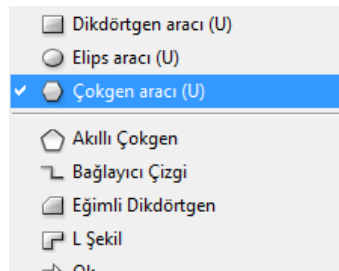 Dikdörtgen aracı (U)
Elips aracı (U)
Çokgen aracı (U)
Akıllı Çokgen
Bağlayıcı Çizgi
Eğimli Dikdörtgen
L Şekil